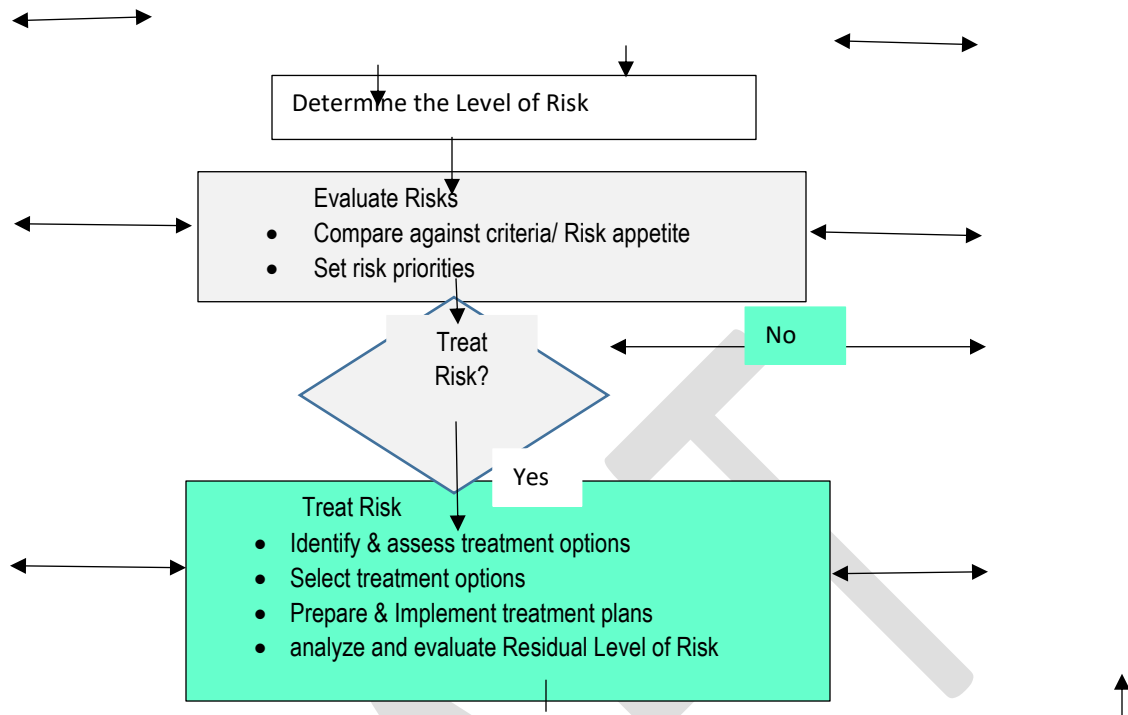 Determine the Level of Risk
Evaluate Risks
• Compare against criteria/ Risk appetite
• Set risk priorities
Treat
Risk?
No
Yes
Treat Risk
• Identify & assess treatment options
• Select treatment options
• Prepare & Implement treatment plans
• analyze and evaluate Residual Level of Risk